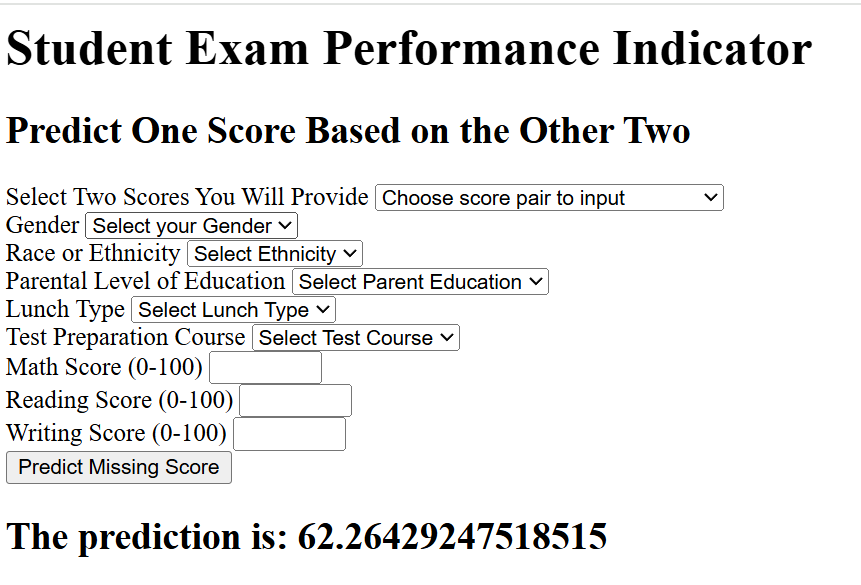 Student Exam Performance Indicator
Predict One Score Based on the Other Two
Select Two Scores You Will Provide Choose score pair to input
Gender Select your Gender
Race or Ethnicity Select Ethnicity
Parental Level of Education Select Parent Education
Lunch Type Select Lunch Type
Test Preparation Course Select Test Course
Math Score (0-100)
Reading Score (0-100)
Writing Score (0-100)
Predict Missing Score
The prediction is: 62.26429247518515